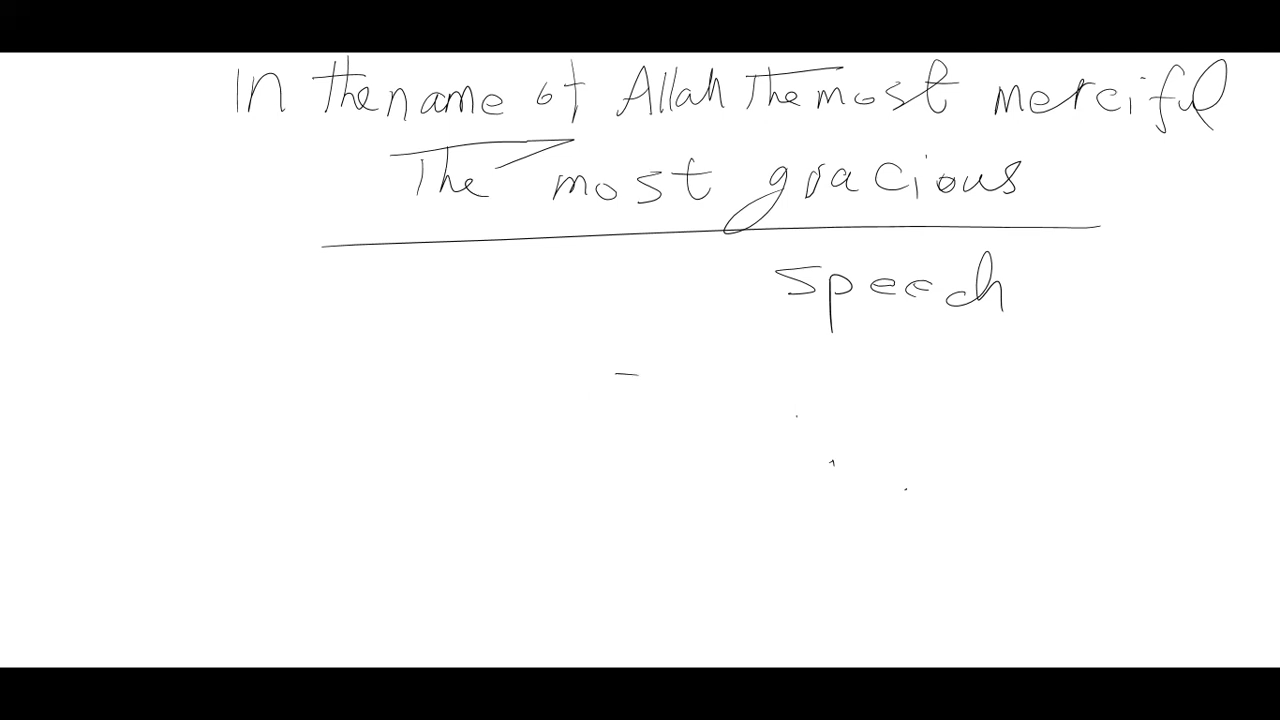 In the name of Allah The most merciful
The most gracious
speech